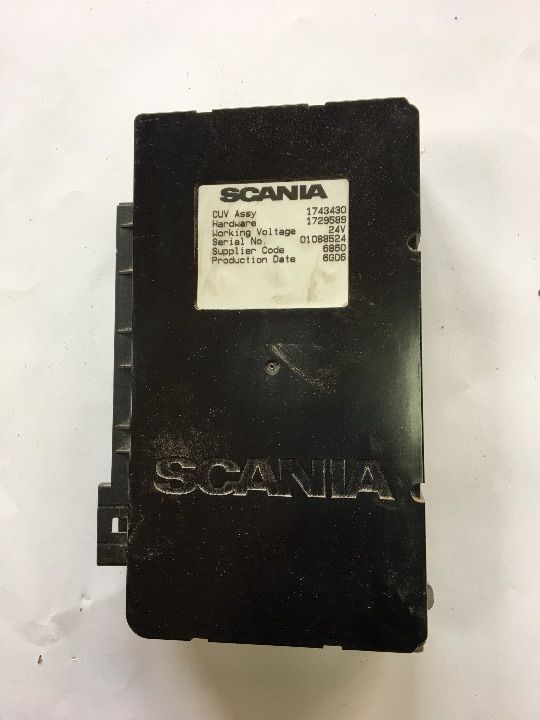 SCANIA
CUV Assy 1743430
Hardware 1729589
Working Voltage 24V
Serial No. 01088524
Supplier Code 6860
Production Date 6G06
SCANIA